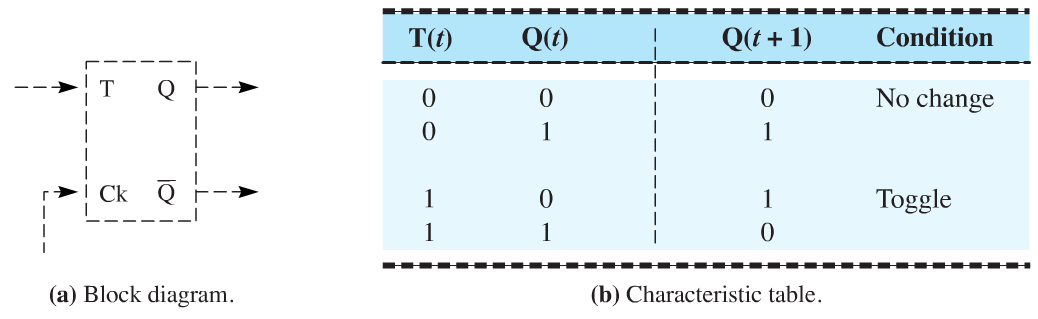 T Q
Ck Q̅
(a) Block diagram.
T(t) Q(t) Q(t + 1) Condition
0 0 0 No change
0 1 1
1 0 1 Toggle
1 1 0
(b) Characteristic table.